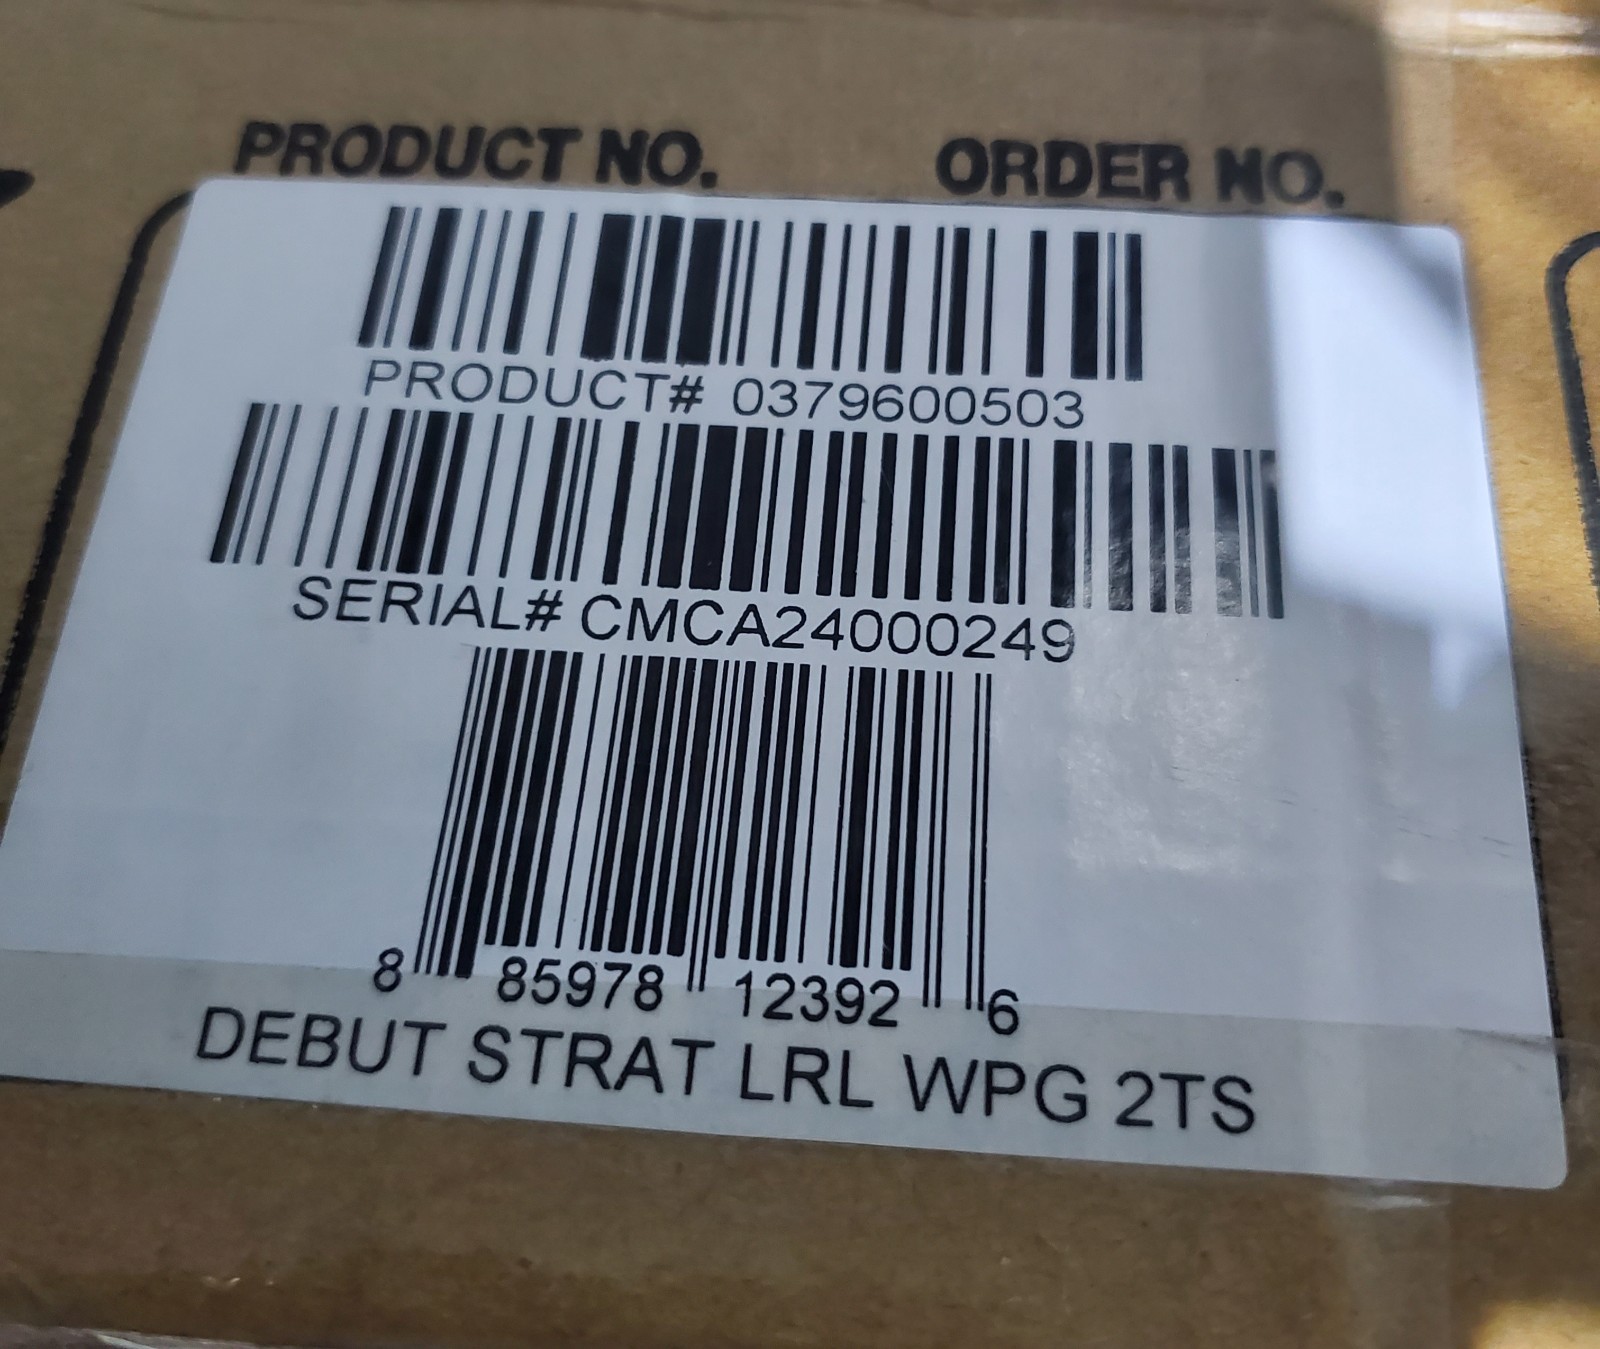 PRODUCT NO. ORDER NO.
PRODUCT# 0379600503
SERIAL# CMCA24000249
8 85978 12392 6
DEBUT STRAT LRL WPG 2TS